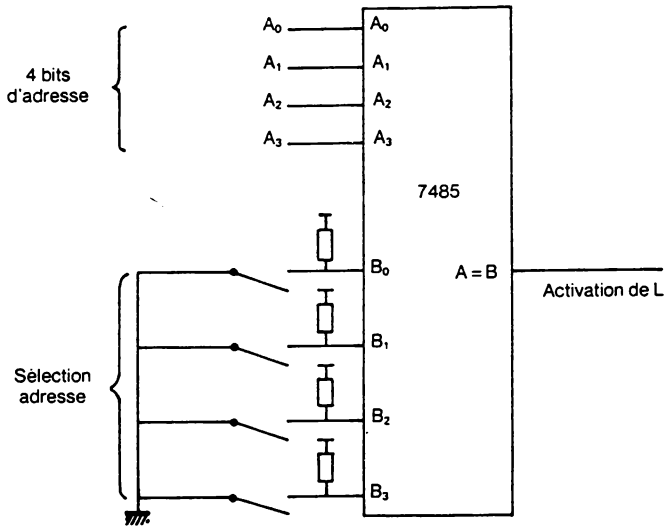 4 bits
d'adresse
A₀
A₀
A₁
A₁
A₂
A₂
A₃
A₃
7485
B₀
A = B
Activation de L
B₁
Sélection
adresse
B₂
B₃